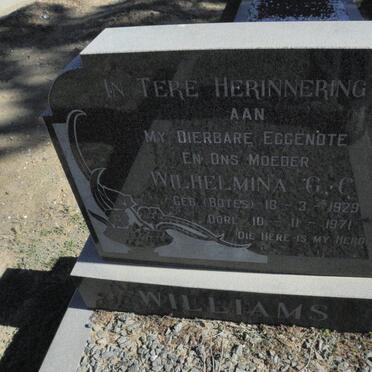 IN TERE HERINNERING
AAN
MY DIERBARE EGGENOTE
EN ONS MOEDER
WILHELMINA G. C.
GEB. (BOTES) 18 - 3 - 1929
OORL. 10 - 11 - 1971
DIE HERE IS MY HERD
WILLIAMS